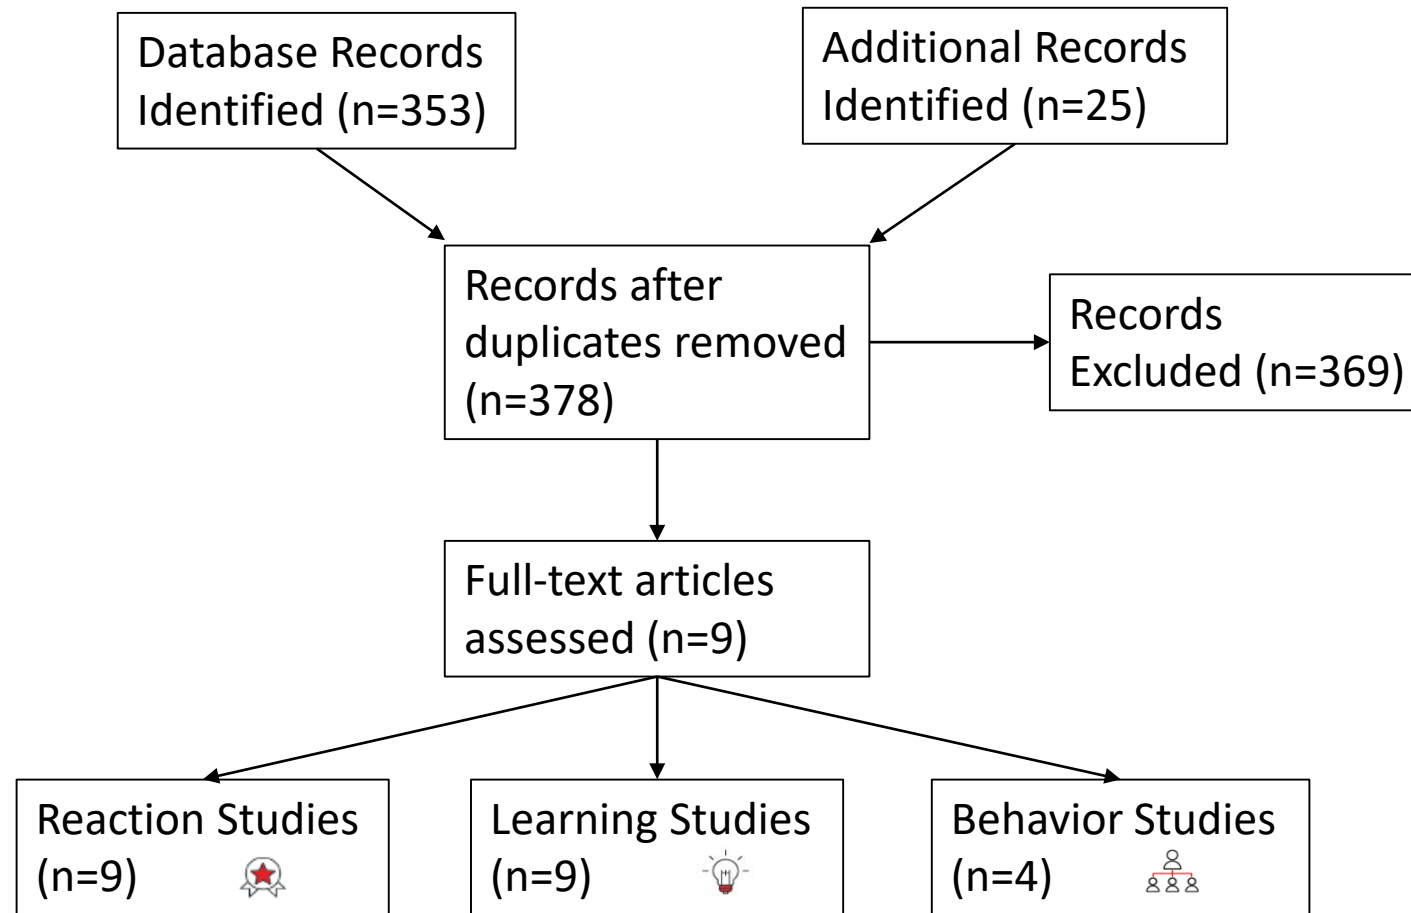 Database Records
Identified (n=353)
Additional Records
Identified (n=25)
Records after
duplicates removed
(n=378)
Records
Excluded (n=369)
Full-text articles
assessed (n=9)
Reaction Studies
(n=9)
Learning Studies
(n=9)
Behavior Studies
(n=4)